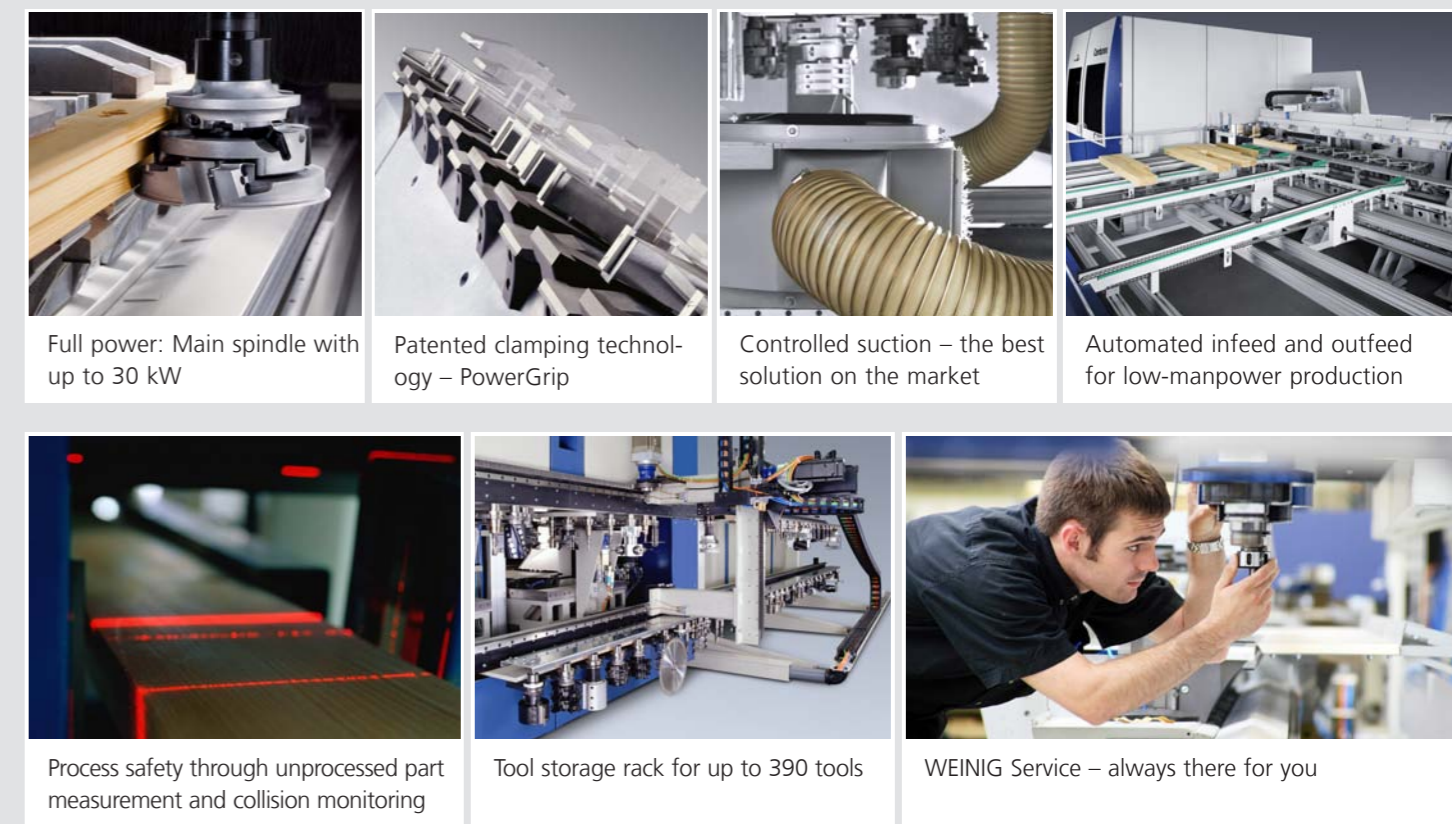 Full power: Main spindle with
up to 30 kW
Patented clamping technol-
ogy – PowerGrip
Controlled suction – the best
solution on the market
Automated infeed and outfeed
for low-manpower production
Process safety through unprocessed part
measurement and collision monitoring
Tool storage rack for up to 390 tools
WEINIG Service – always there for you